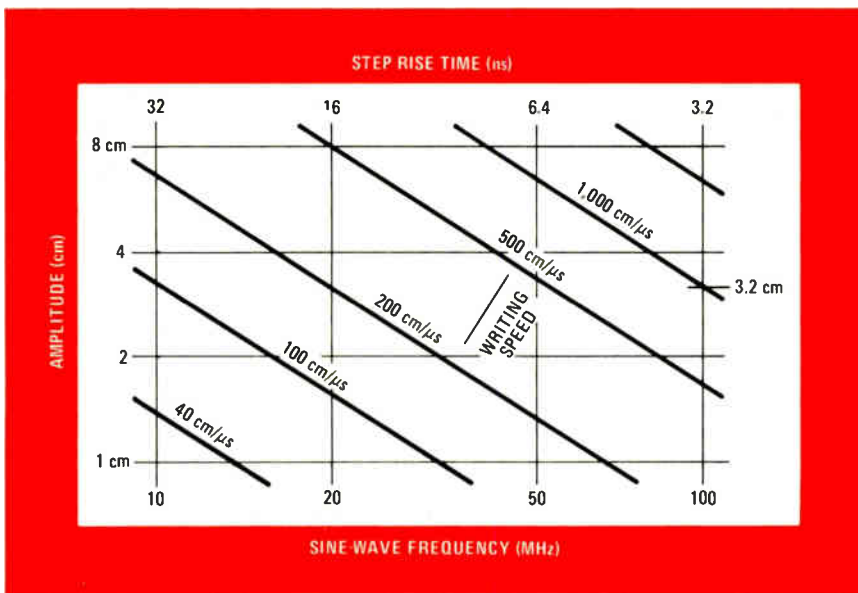 STEP RISE TIME (ns)
32 16 6.4 3.2
8 cm
1,000 cm/μs
4
500 cm/μs
3.2 cm
AMPLITUDE (cm)
WRITING
SPEED
200 cm/μs
2
100 cm/μs
40 cm/μs
1 cm
10 20 50 100
SINE-WAVE FREQUENCY (MHz)